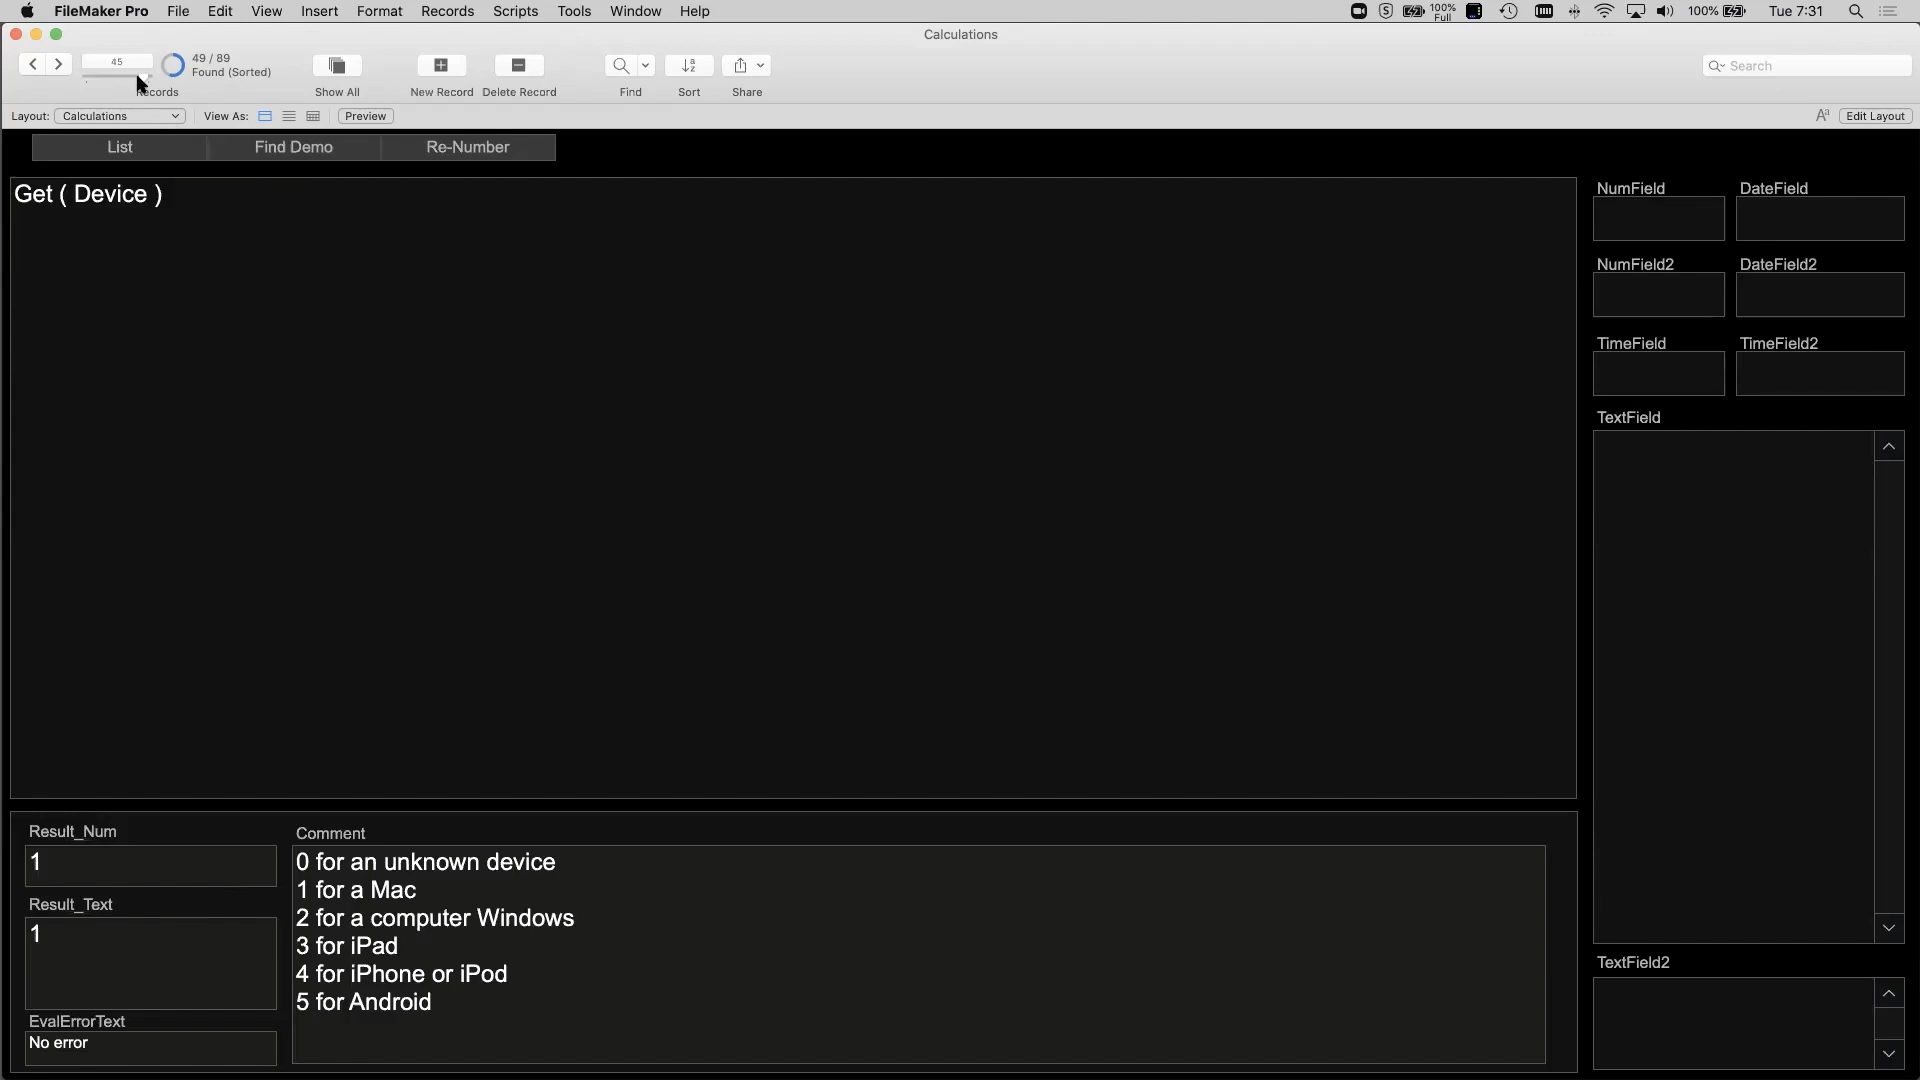 FileMaker Pro File Edit View Insert Format Records Scripts Tools Window Help
100% Full
100%
Tue 7:31
Calculations
45
49 / 89
Found (Sorted)
Records
Show All
New Record
Delete Record
Find
Sort
Share
Search
Layout: Calculations
View As:
Preview
Edit Layout
List
Find Demo
Re-Number
Get ( Device )
NumField
DateField
NumField2
DateField2
TimeField
TimeField2
TextField
TextField2
Result_Num
1
Result_Text
1
EvalErrorText
No error
Comment
0 for an unknown device
1 for a Mac
2 for a computer Windows
3 for iPad
4 for iPhone or iPod
5 for Android